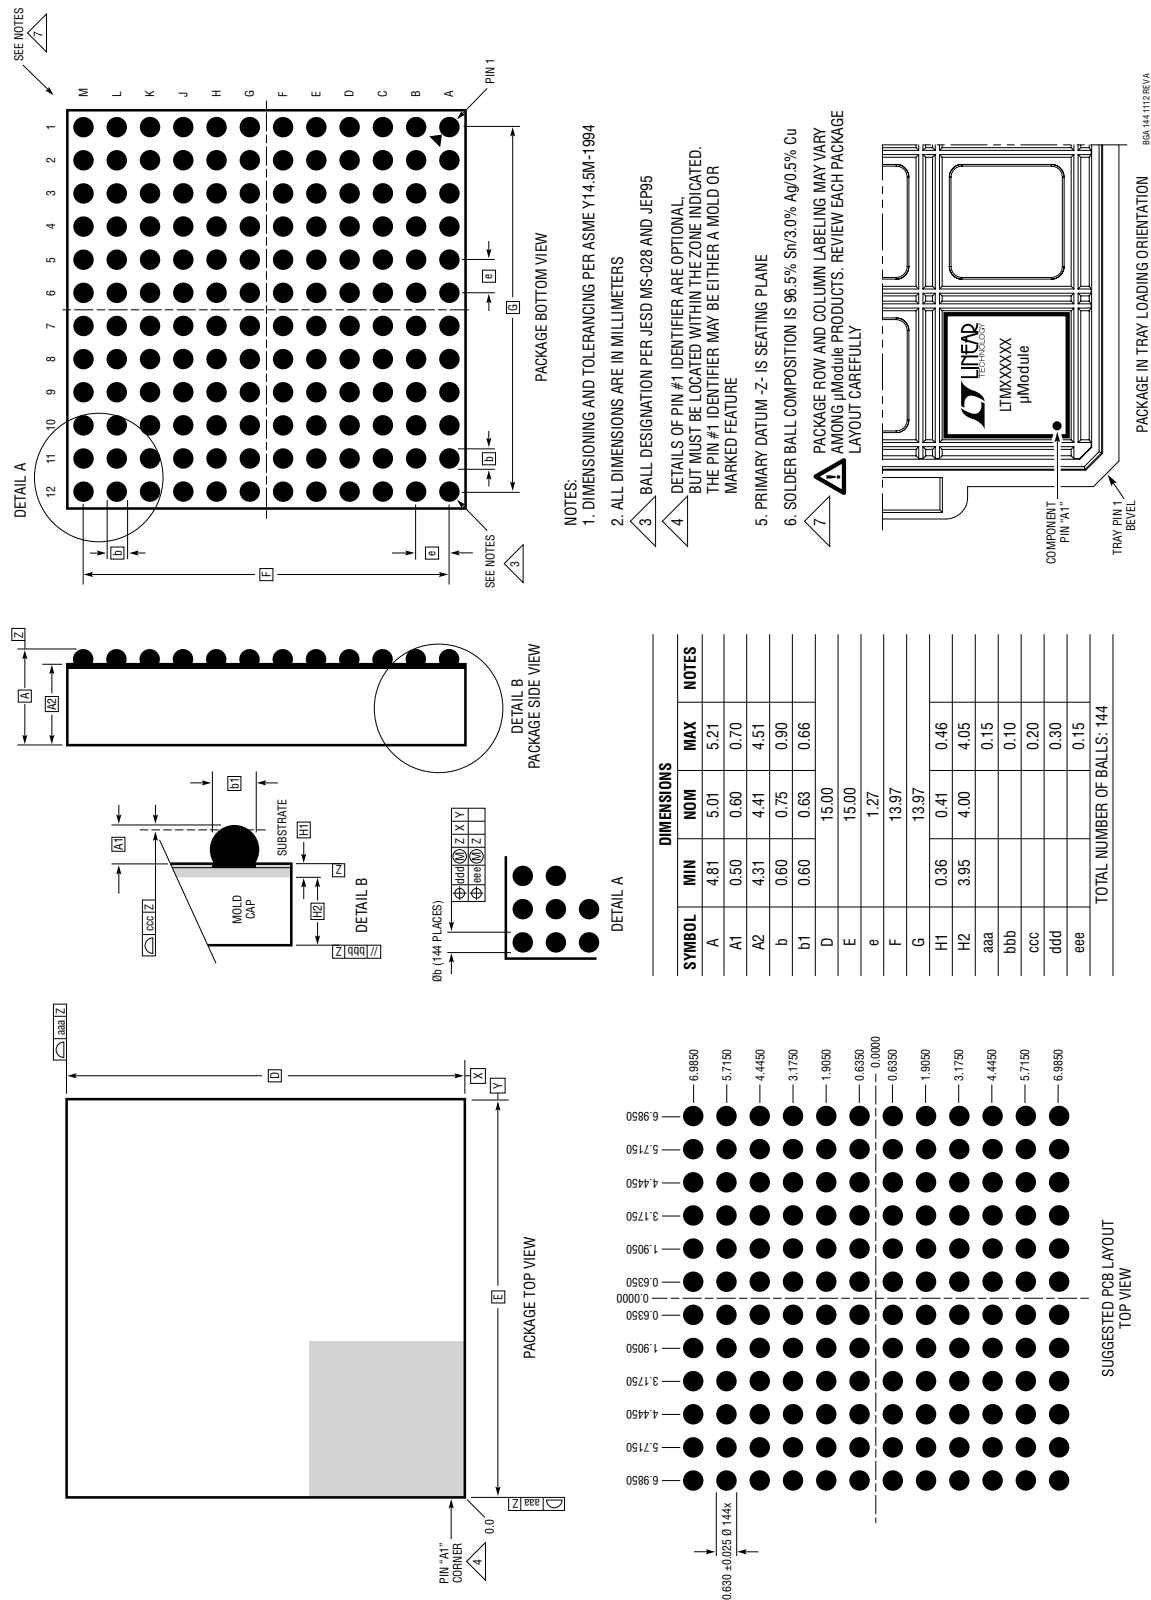 aaa Z
D
X
Y
E
aaa Z
PIN “A1”
CORNER
4
0.0
PACKAGE TOP VIEW
A
Z
A2
DETAIL B
PACKAGE SIDE VIEW
A1
ccc Z
b1
MOLD
CAP
SUBSTRATE
H1
H2
Z
// bbb Z
DETAIL B
Øb (144 PLACES)
ddd M Z X Y
eee M Z
DETAIL A
SEE NOTES
7
DETAIL A
12 11 10 9 8 7 6 5 4 3 2 1
M
L
K
J
H
G
F
E
D
C
B
A
PIN 1
b
F
e
b
e
G
SEE NOTES
3
PACKAGE BOTTOM VIEW
6.9850 5.7150 4.4450 3.1750 1.9050 0.6350 0.0000 0.6350 1.9050 3.1750 4.4450 5.7150 6.9850
0.630 ±0.025 Ø 144x
6.9850
5.7150
4.4450
3.1750
1.9050
0.6350
0.0000
0.6350
1.9050
3.1750
4.4450
5.7150
6.9850
SUGGESTED PCB LAYOUT
TOP VIEW
DIMENSIONS
SYMBOL MIN NOM MAX NOTES
A 4.81 5.01 5.21
A1 0.50 0.60 0.70
A2 4.31 4.41 4.51
b 0.60 0.75 0.90
b1 0.60 0.63 0.66
D 15.00
E 15.00
e 1.27
F 13.97
G 13.97
H1 0.36 0.41 0.46
H2 3.95 4.00 4.05
aaa 0.15
bbb 0.10
ccc 0.20
ddd 0.30
eee 0.15
TOTAL NUMBER OF BALLS: 144
NOTES:
1. DIMENSIONING AND TOLERANCING PER ASME Y14.5M-1994
2. ALL DIMENSIONS ARE IN MILLIMETERS
3 BALL DESIGNATION PER JESD MS-028 AND JEP95
4 DETAILS OF PIN #1 IDENTIFIER ARE OPTIONAL,
BUT MUST BE LOCATED WITHIN THE ZONE INDICATED.
THE PIN #1 IDENTIFIER MAY BE EITHER A MOLD OR
MARKED FEATURE
5. PRIMARY DATUM -Z- IS SEATING PLANE
6. SOLDER BALL COMPOSITION IS 96.5% Sn/3.0% Ag/0.5% Cu
7 ! PACKAGE ROW AND COLUMN LABELING MAY VARY
AMONG µModule PRODUCTS. REVIEW EACH PACKAGE
LAYOUT CAREFULLY
LT LINEAR
TECHNOLOGY
LTMXXXXXX
µModule
COMPONENT
PIN “A1”
TRAY PIN 1
BEVEL
PACKAGE IN TRAY LOADING ORIENTATION
BGA 144 1112 REV A